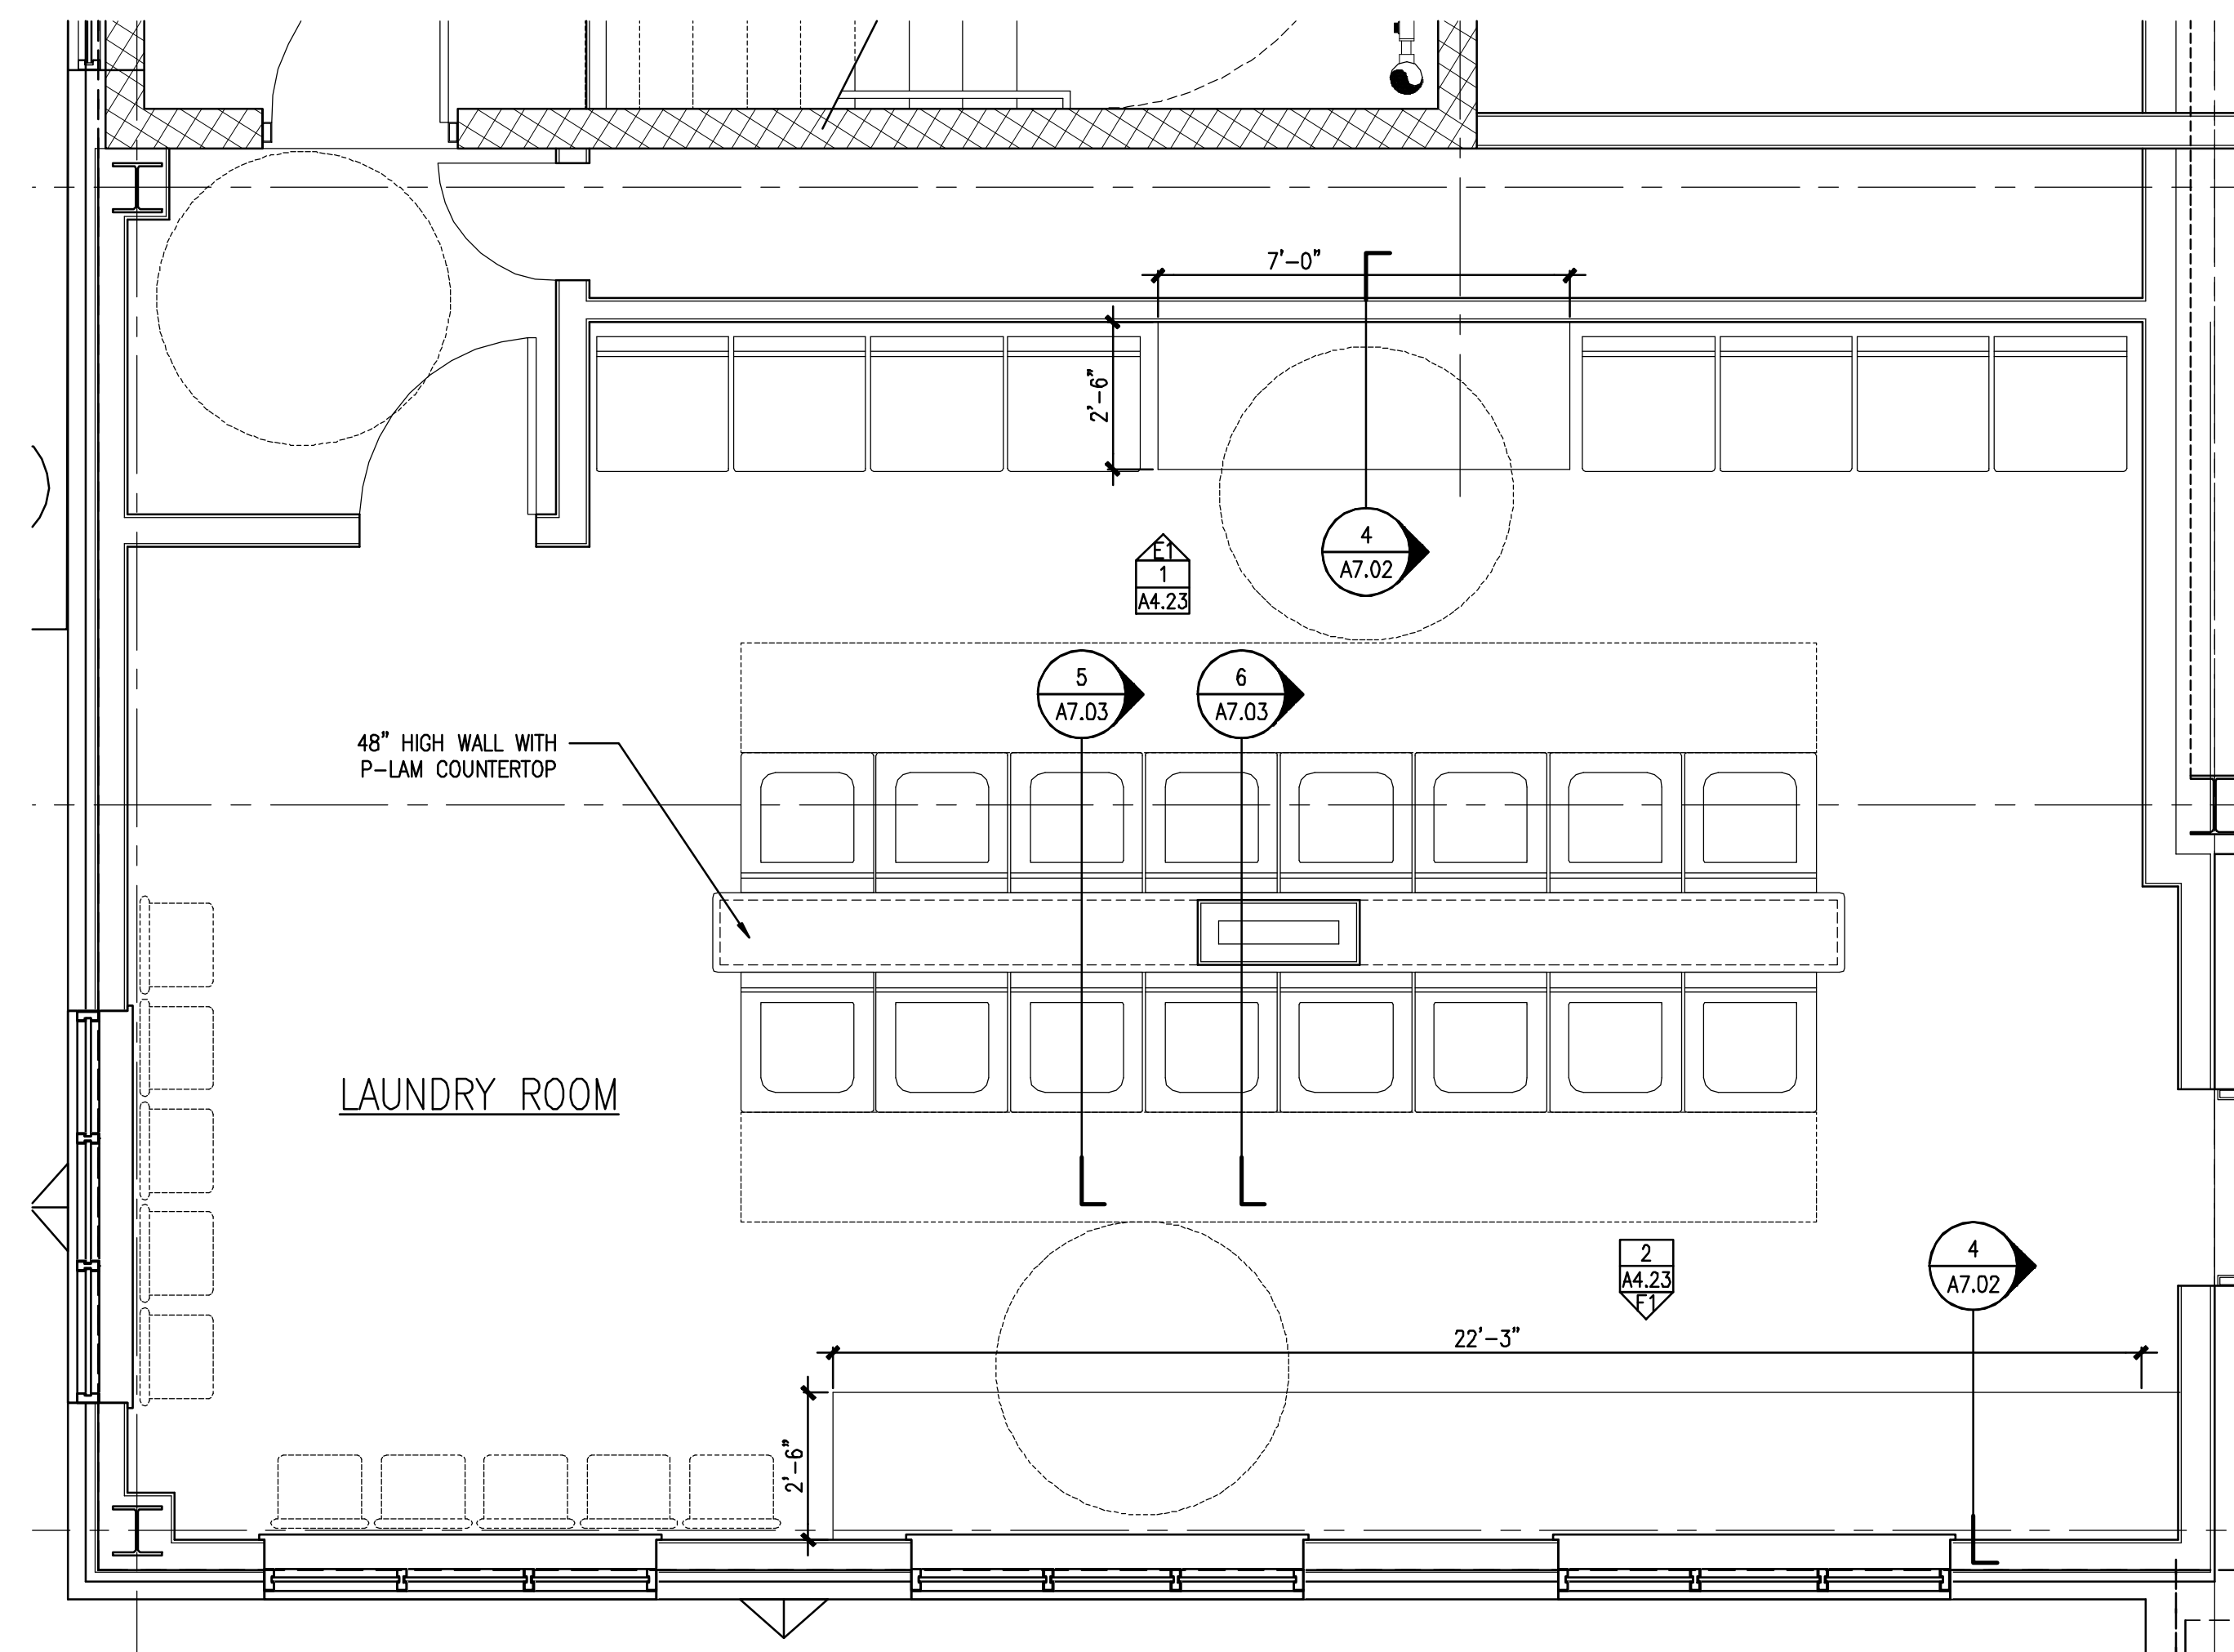 7'-0"
2'-6"
4
A7.02
E1
1
A4.23
5
A7.03
6
A7.03
48" HIGH WALL WITH
P-LAM COUNTERTOP
LAUNDRY ROOM
2
A4.23
E1
4
A7.02
22'-3"
2'-6"